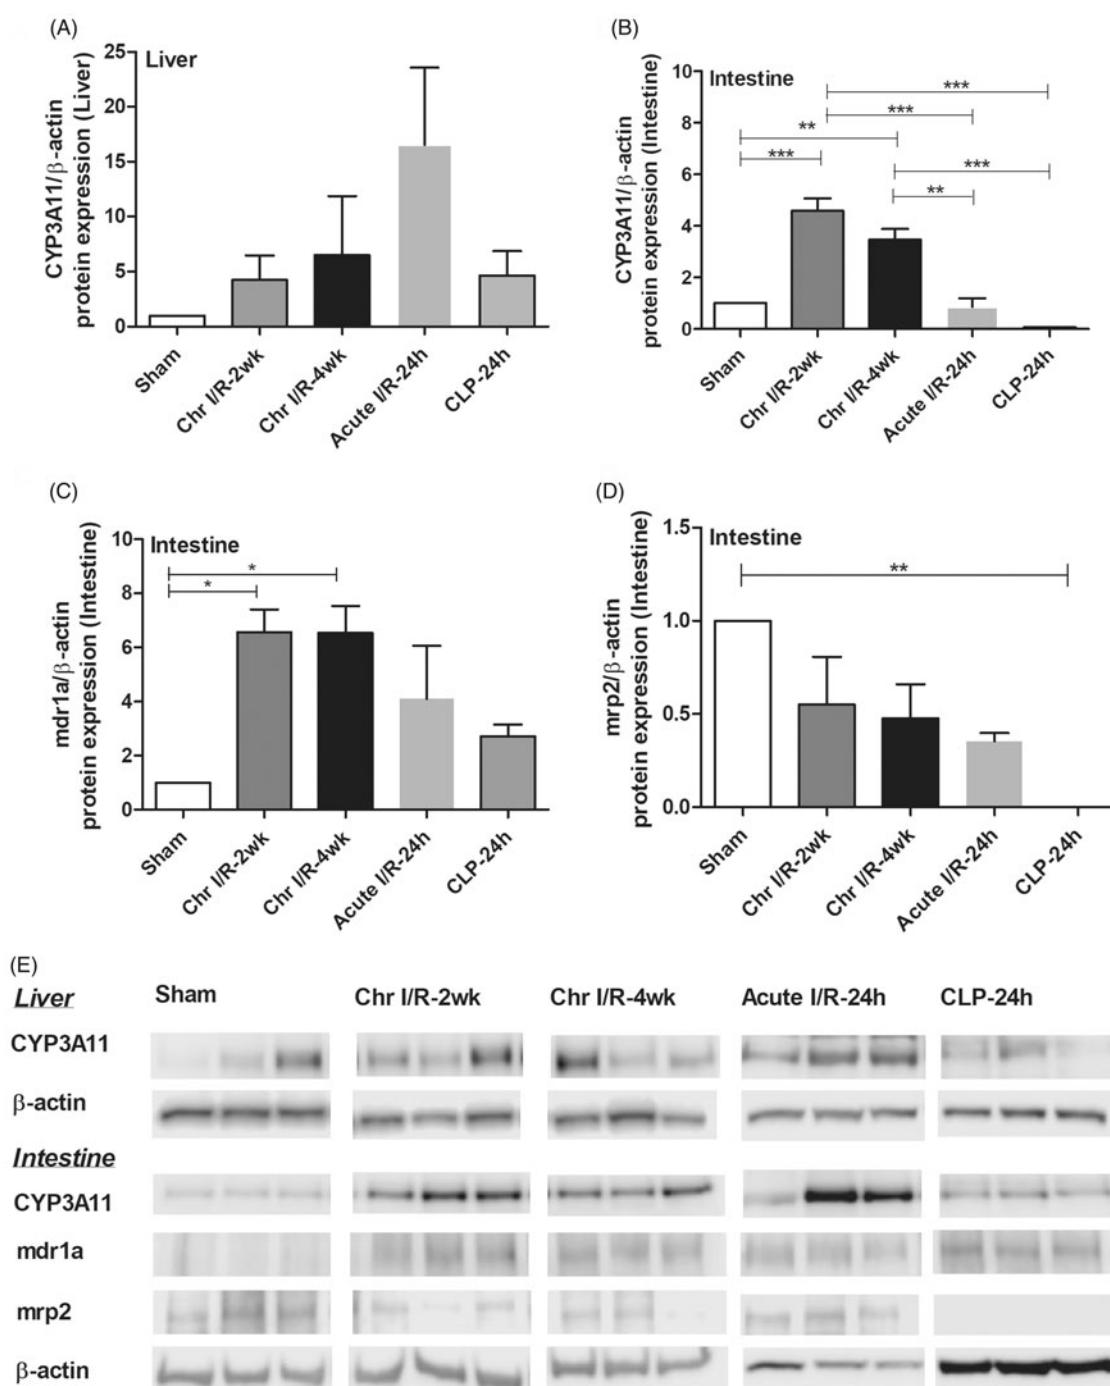 (A)
Liver
CYP3A11/β-actin
protein expression (Liver)
25
20
15
10
5
0
Sham
Chr I/R-2wk
Chr I/R-4wk
Acute I/R-24h
CLP-24h
(B)
Intestine
CYP3A11/β-actin
protein expression (Intestine)
10
8
6
4
2
0
***
***
**
***
***
**
Sham
Chr I/R-2wk
Chr I/R-4wk
Acute I/R-24h
CLP-24h
(C)
Intestine
mdr1a/β-actin
protein expression (Intestine)
10
8
6
4
2
0
*
*
Sham
Chr I/R-2wk
Chr I/R-4wk
Acute I/R-24h
CLP-24h
(D)
Intestine
mrp2/β-actin
protein expression (Intestine)
1.5
1.0
0.5
0.0
**
Sham
Chr I/R-2wk
Chr I/R-4wk
Acute I/R-24h
CLP-24h
(E)
Liver Sham Chr I/R-2wk Chr I/R-4wk Acute I/R-24h CLP-24h
CYP3A11
β-actin
Intestine
CYP3A11
mdr1a
mrp2
β-actin